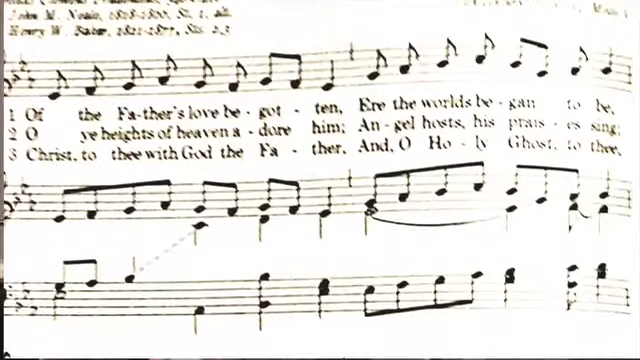 John M. Neale, 1818-1866, St. 1, alt.
Henry W. Baker, 1821-1877, Sts. 2,3
1 Of the Fa-ther's love be - got - ten, Ere the worlds be - gan to be,
2 O ye heights of heaven a - dore him; An - gel hosts, his prais - es sing;
3 Christ, to thee with God the Fa - ther, And, O Ho - ly Ghost, to thee,